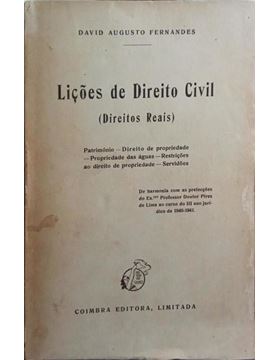 DAVID AUGUSTO FERNANDES
Lições de Direito Civil
(Direitos Reais)
Património — Direito de propriedade
— Propriedade das águas — Restrições
ao direito de propriedade — Servidões
De harmonia com as prelecções
do Ex.mo Professor Doutor Pires
de Lima ao curso do III ano jurí-
dico de 1940-1941.
COIMBRA EDITORA, LIMITADA